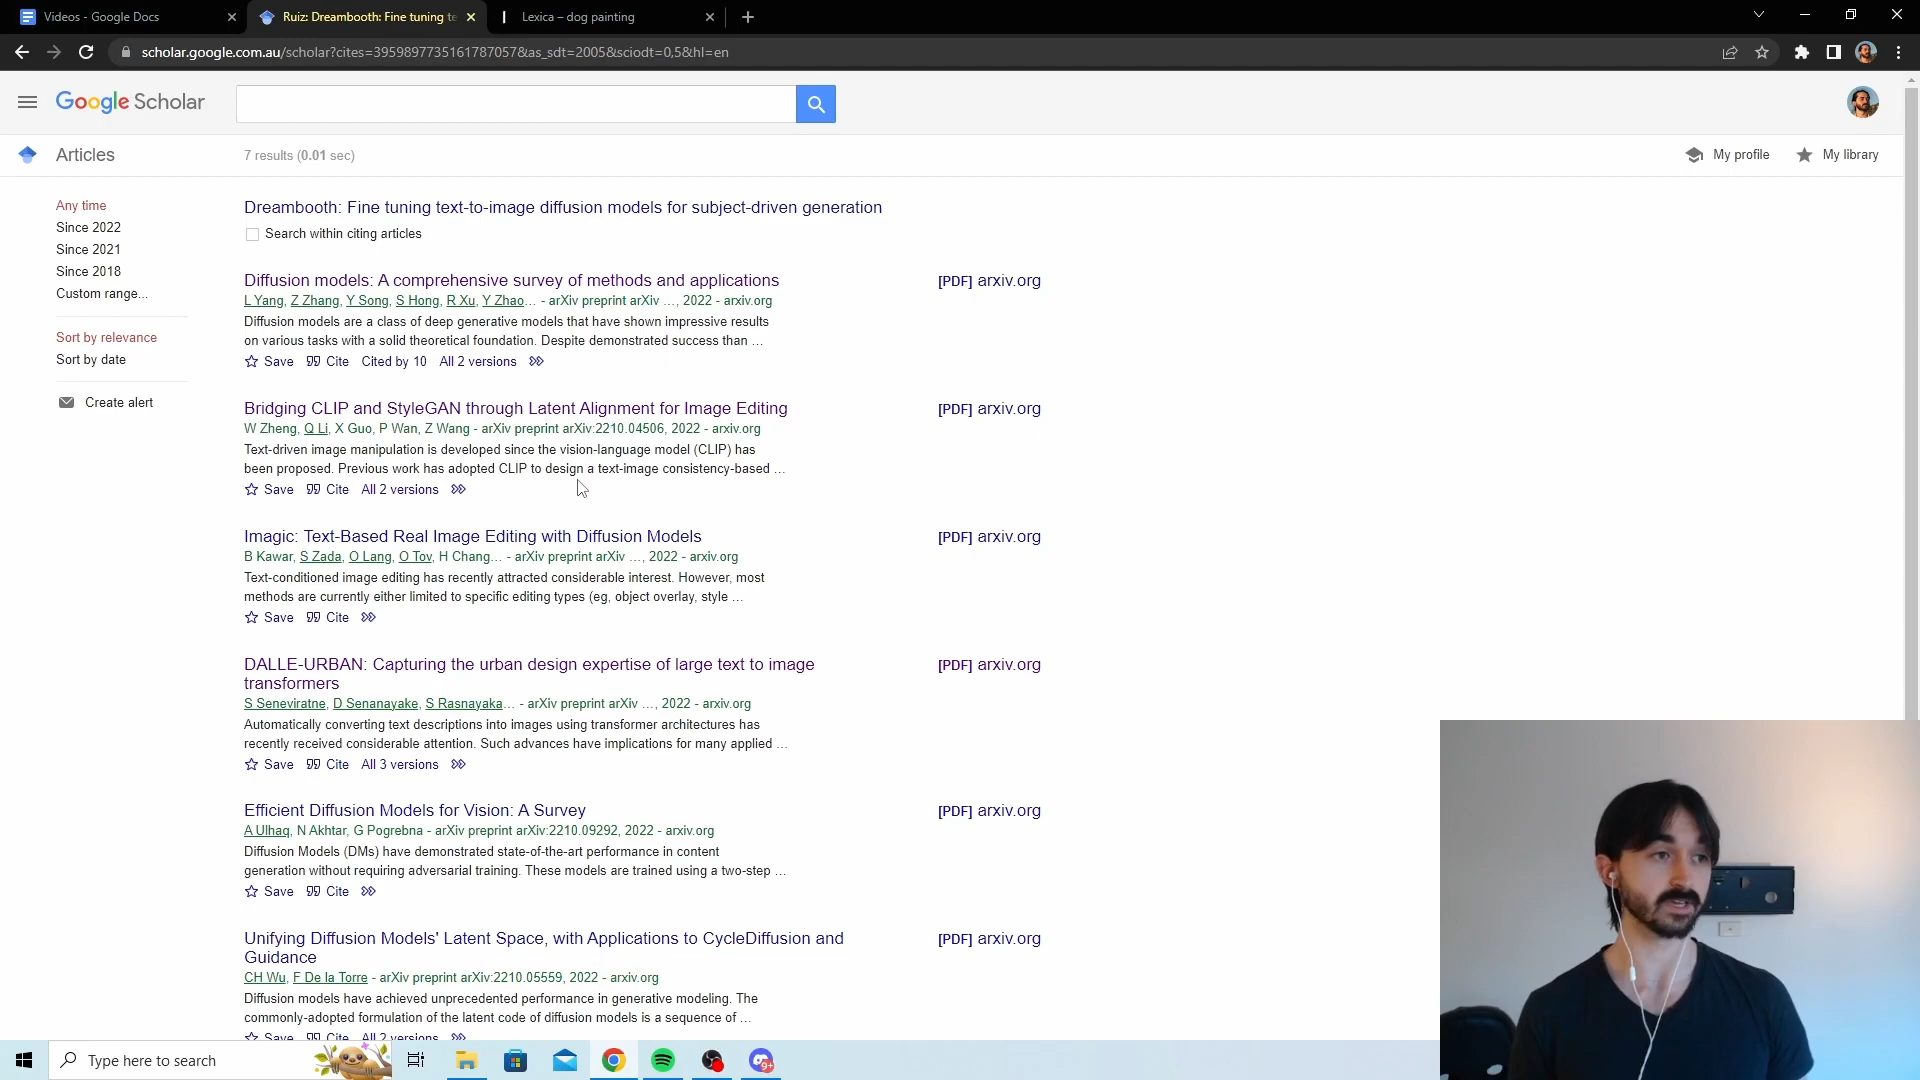 Videos - Google Docs
Ruiz: Dreambooth: Fine tuning te
Lexica – dog painting
scholar.google.com.au/scholar?cites=3959897735161787057&as_sdt=2005&sciodt=0,5&hl=en
Google Scholar
Articles
7 results (0.01 sec)
My profile
My library
Any time
Since 2022
Since 2021
Since 2018
Custom range...
Sort by relevance
Sort by date
Create alert
Dreambooth: Fine tuning text-to-image diffusion models for subject-driven generation
Search within citing articles
Diffusion models: A comprehensive survey of methods and applications
[PDF] arxiv.org
L Yang, Z Zhang, Y Song, S Hong, R Xu, Y Zhao… - arXiv preprint arXiv …, 2022 - arxiv.org
Diffusion models are a class of deep generative models that have shown impressive results
on various tasks with a solid theoretical foundation. Despite demonstrated success than …
Save Cite Cited by 10 All 2 versions
Bridging CLIP and StyleGAN through Latent Alignment for Image Editing
[PDF] arxiv.org
W Zheng, Q Li, X Guo, P Wan, Z Wang - arXiv preprint arXiv:2210.04506, 2022 - arxiv.org
Text-driven image manipulation is developed since the vision-language model (CLIP) has
been proposed. Previous work has adopted CLIP to design a text-image consistency-based …
Save Cite All 2 versions
Imagic: Text-Based Real Image Editing with Diffusion Models
[PDF] arxiv.org
B Kawar, S Zada, O Lang, O Tov, H Chang… - arXiv preprint arXiv …, 2022 - arxiv.org
Text-conditioned image editing has recently attracted considerable interest. However, most
methods are currently either limited to specific editing types (eg, object overlay, style …
Save Cite
DALLE-URBAN: Capturing the urban design expertise of large text to image
transformers
[PDF] arxiv.org
S Seneviratne, D Senanayake, S Rasnayaka… - arXiv preprint arXiv …, 2022 - arxiv.org
Automatically converting text descriptions into images using transformer architectures has
recently received considerable attention. Such advances have implications for many applied …
Save Cite All 3 versions
Efficient Diffusion Models for Vision: A Survey
[PDF] arxiv.org
A Ulhaq, N Akhtar, G Pogrebna - arXiv preprint arXiv:2210.09292, 2022 - arxiv.org
Diffusion Models (DMs) have demonstrated state-of-the-art performance in content
generation without requiring adversarial training. These models are trained using a two-step …
Save Cite
Unifying Diffusion Models' Latent Space, with Applications to CycleDiffusion and
Guidance
[PDF] arxiv.org
CH Wu, F De la Torre - arXiv preprint arXiv:2210.05559, 2022 - arxiv.org
Diffusion models have achieved unprecedented performance in generative modeling. The
commonly-adopted formulation of the latent code of diffusion models is a sequence of …
Save Cite All 2 versions
Type here to search
9+